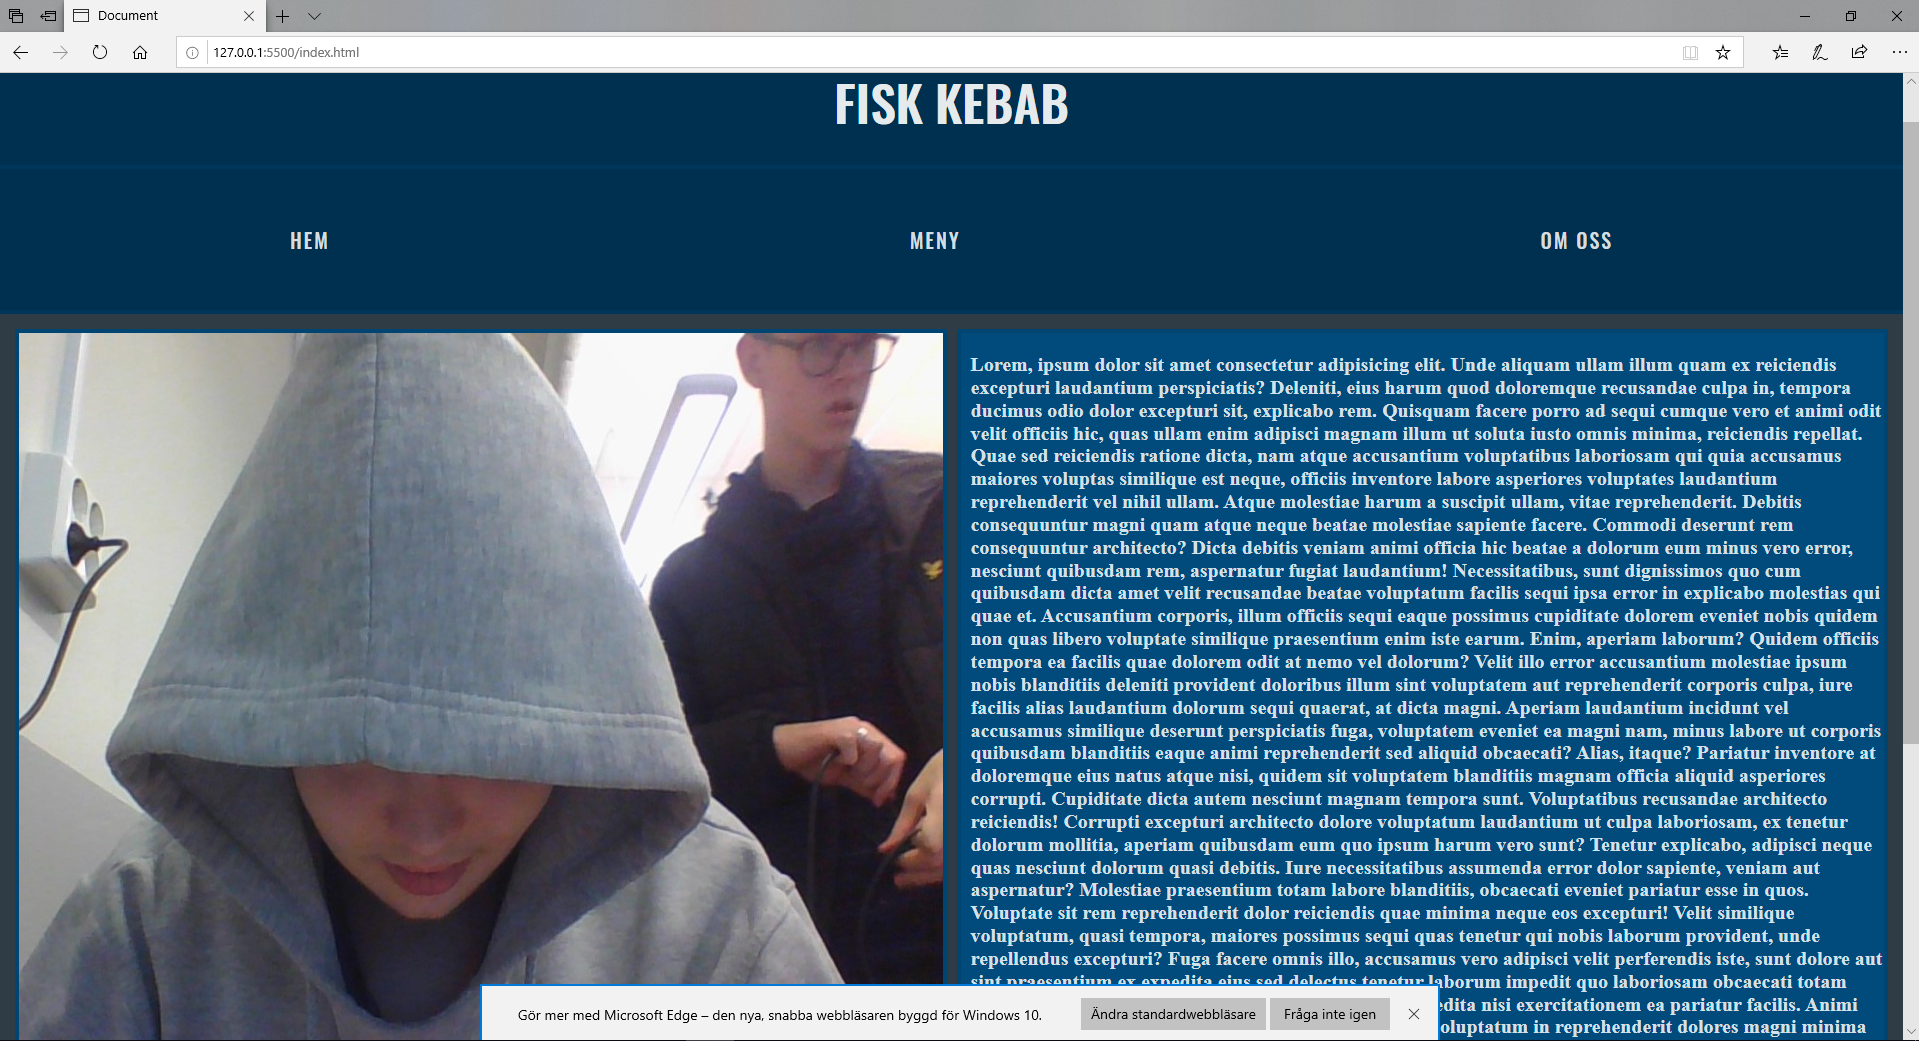 Document
127.0.0.1:5500/index.html
FISK KEBAB
HEM
MENY
OM OSS
Lorem, ipsum dolor sit amet consectetur adipisicing elit. Unde aliquam ullam illum quam ex reiciendis
excepturi laudantium perspiciatis? Deleniti, eius harum quod doloremque recusandae culpa in, tempora
ducimus odio dolor excepturi sit, explicabo rem. Quisquam facere porro ad sequi cumque vero et animi odit
velit officiis hic, quas ullam enim adipisci magnam illum ut soluta iusto omnis minima, reiciendis repellat.
Quae sed reiciendis ratione dicta, nam atque accusantium voluptatibus laboriosam qui quia accusamus
maiores voluptas similique est neque, officiis inventore labore asperiores voluptates laudantium
reprehenderit vel nihil ullam. Atque molestiae harum a suscipit ullam, vitae reprehenderit. Debitis
consequuntur magni quam atque neque beatae molestiae sapiente facere. Commodi deserunt rem
consequuntur architecto? Dicta debitis veniam animi officia hic beatae a dolorum eum minus vero error,
nesciunt quibusdam rem, aspernatur fugiat laudantium! Necessitatibus, sunt dignissimos quo cum
quibusdam dicta amet velit recusandae beatae voluptatum facilis sequi ipsa error in explicabo molestias qui
quae et. Accusantium corporis, illum officiis sequi eaque possimus cupiditate dolorem eveniet nobis quidem
non quas libero voluptate similique praesentium enim iste earum. Enim, aperiam laborum? Quidem officiis
tempora ea facilis quae dolorem odit at nemo vel dolorum? Velit illo error accusantium molestiae ipsum
nobis blanditiis deleniti provident doloribus illum sint voluptatem aut reprehenderit corporis culpa, iure
facilis alias laudantium dolorum sequi quaerat, at dicta magni. Aperiam laudantium incidunt vel
accusamus similique deserunt perspiciatis fuga, voluptatem eveniet ea magni nam, minus labore ut corporis
quibusdam blanditiis eaque animi reprehenderit sed aliquid obcaecati? Alias, itaque? Pariatur inventore at
doloremque eius natus atque nisi, quidem sit voluptatem blanditiis magnam officia aliquid asperiores
corrupti. Cupiditate dicta autem nesciunt magnam tempora sunt. Voluptatibus recusandae architecto
reiciendis! Corrupti excepturi architecto dolore voluptatum laudantium ut culpa laboriosam, ex tenetur
dolorum mollitia, aperiam quibusdam eum quo ipsum harum vero sunt? Tenetur explicabo, adipisci neque
quas nesciunt dolorum quasi debitis. Iure necessitatibus assumenda error dolor sapiente, veniam aut
aspernatur? Molestiae praesentium totam labore blanditiis, obcaecati eveniet pariatur esse in quos.
Voluptate sit rem reprehenderit dolor reiciendis quae minima neque eos excepturi! Velit similique
voluptatum, quasi tempora, maiores possimus sequi quas tenetur qui nobis laborum provident, unde
repellendus excepturi? Fuga facere omnis illo, accusamus vero adipisci velit perferendis iste, sunt dolore aut
sint praesentium ex expedita eius sed delectus tenetur laborum impedit quo laboriosam obcaecati totam
nisi exercitationem ea pariatur facilis. Animi
in reprehenderit dolores magni minima
Gör mer med Microsoft Edge – den nya, snabba webbläsaren byggd för Windows 10.
Ändra standardwebbläsare
Fråga inte igen